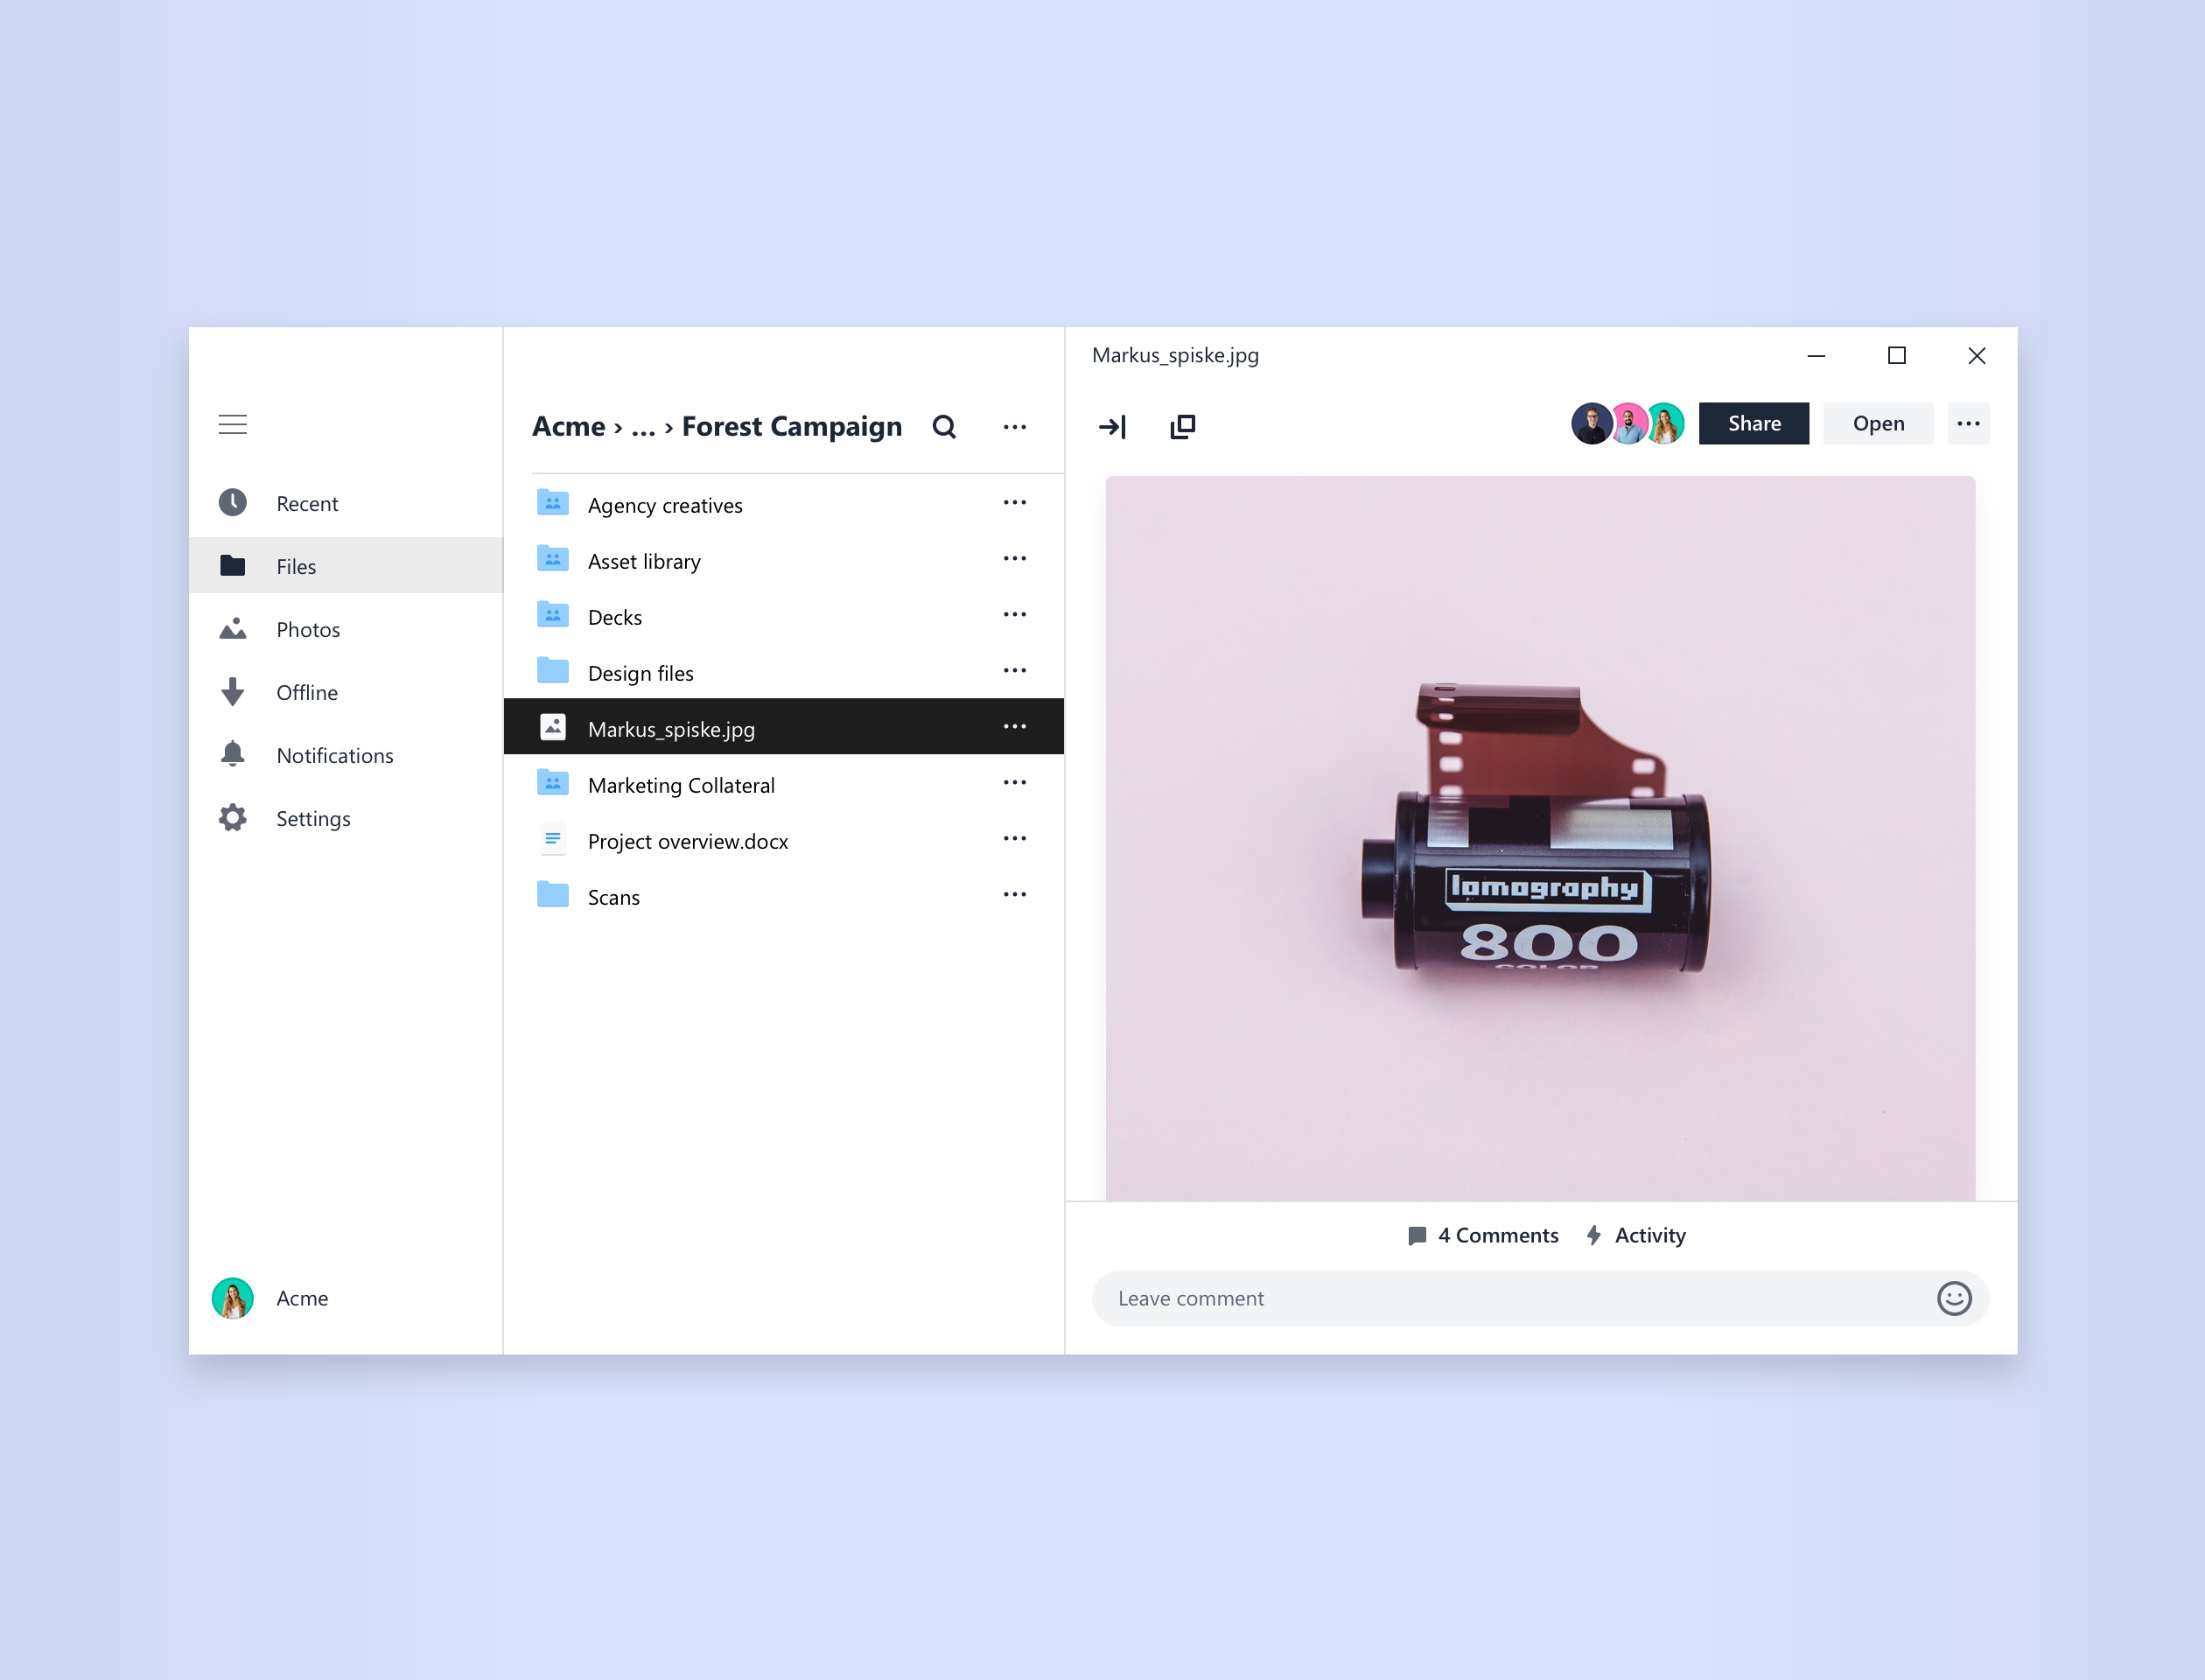 Markus_spiske.jpg
Acme › ... › Forest Campaign
Share
Open
Recent
Files
Photos
Offline
Notifications
Settings
Acme
Agency creatives
Asset library
Decks
Design files
Markus_spiske.jpg
Marketing Collateral
Project overview.docx
Scans
lomography
800
COLOR
4 Comments
Activity
Leave comment